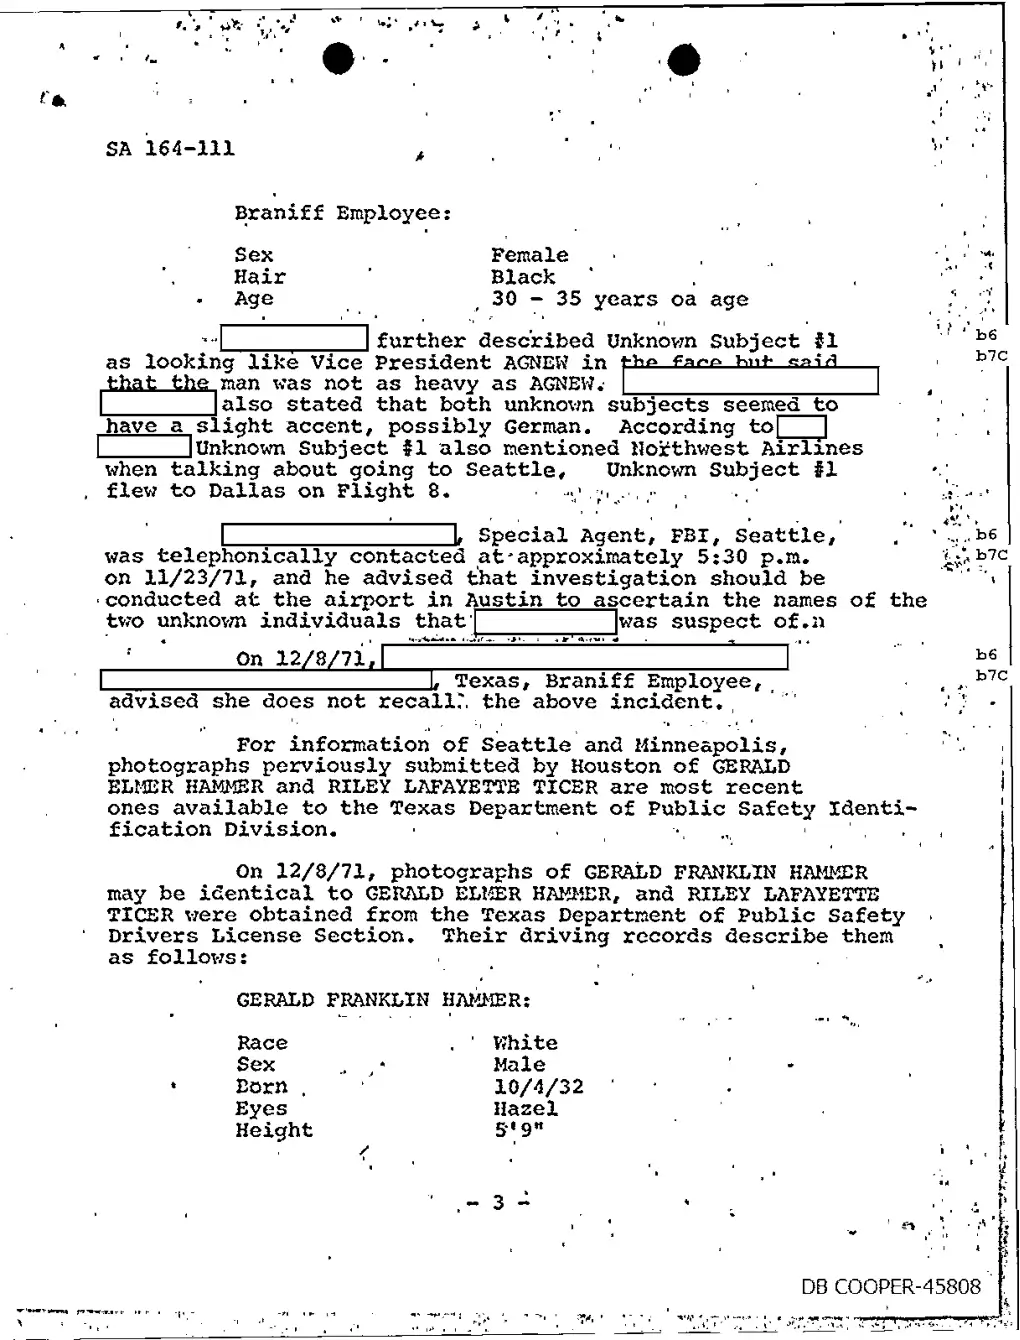 SA 164-111
Braniff Employee:
Sex Female
Hair Black
Age 30 - 35 years oa age
further described Unknown Subject #1 b6
as looking like Vice President AGNEW in the face but said b7C
that the man was not as heavy as AGNEW.
also stated that both unknown subjects seemed to
have a slight accent, possibly German. According to
Unknown Subject #1 also mentioned Northwest Airlines
when talking about going to Seattle, Unknown Subject #1
flew to Dallas on Flight 8.
, Special Agent, FBI, Seattle, b6
was telephonically contacted at approximately 5:30 p.m. b7C
on 11/23/71, and he advised that investigation should be
conducted at the airport in Austin to ascertain the names of the
two unknown individuals that was suspect of.n
On 12/8/71, b6
, Texas, Braniff Employee, b7C
advised she does not recall. the above incident.
For information of Seattle and Minneapolis,
photographs perviously submitted by Houston of GERALD
ELMER HAMMER and RILEY LAFAYETTE TICER are most recent
ones available to the Texas Department of Public Safety Identi-
fication Division.
On 12/8/71, photographs of GERALD FRANKLIN HAMMER
may be identical to GERALD ELMER HAMMER, and RILEY LAFAYETTE
TICER were obtained from the Texas Department of Public Safety
Drivers License Section. Their driving records describe them
as follows:
GERALD FRANKLIN HAMMER:
Race White
Sex Male
Born 10/4/32
Eyes Hazel
Height 5'9"
- 3 -
DB COOPER-45808